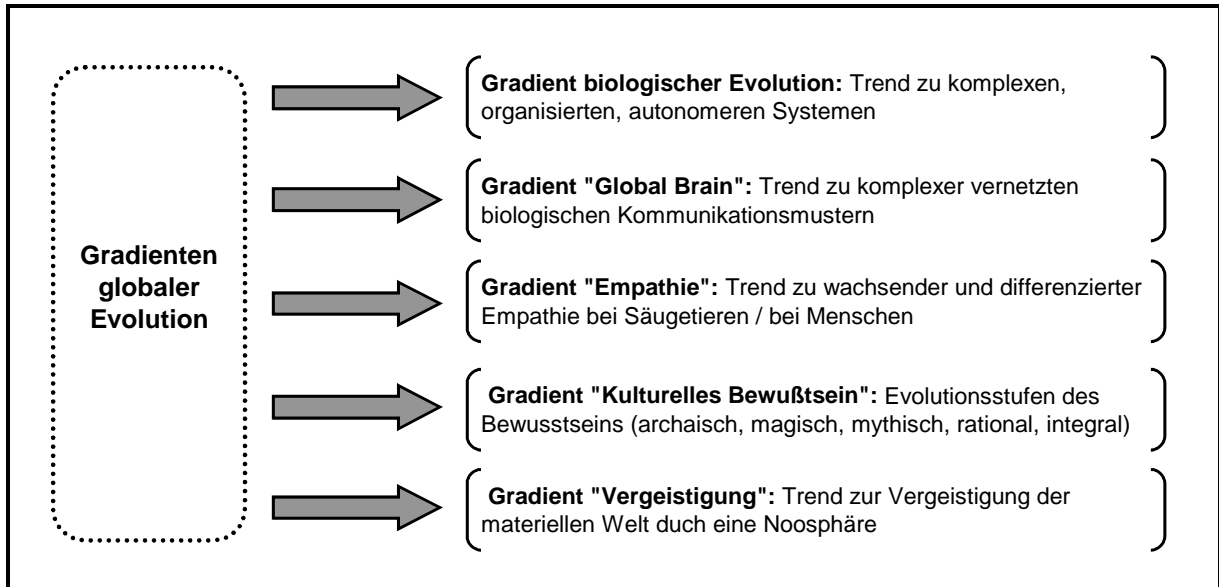 Gradienten
globaler
Evolution
Gradient biologischer Evolution: Trend zu komplexen,
organisierten, autonomeren Systemen
Gradient "Global Brain": Trend zu komplexer vernetzten
biologischen Kommunikationsmustern
Gradient "Empathie": Trend zu wachsender und differenzierter
Empathie bei Säugetieren / bei Menschen
Gradient "Kulturelles Bewußtsein": Evolutionsstufen des
Bewusstseins (archaisch, magisch, mythisch, rational, integral)
Gradient "Vergeistigung": Trend zur Vergeistigung der
materiellen Welt duch eine Noosphäre